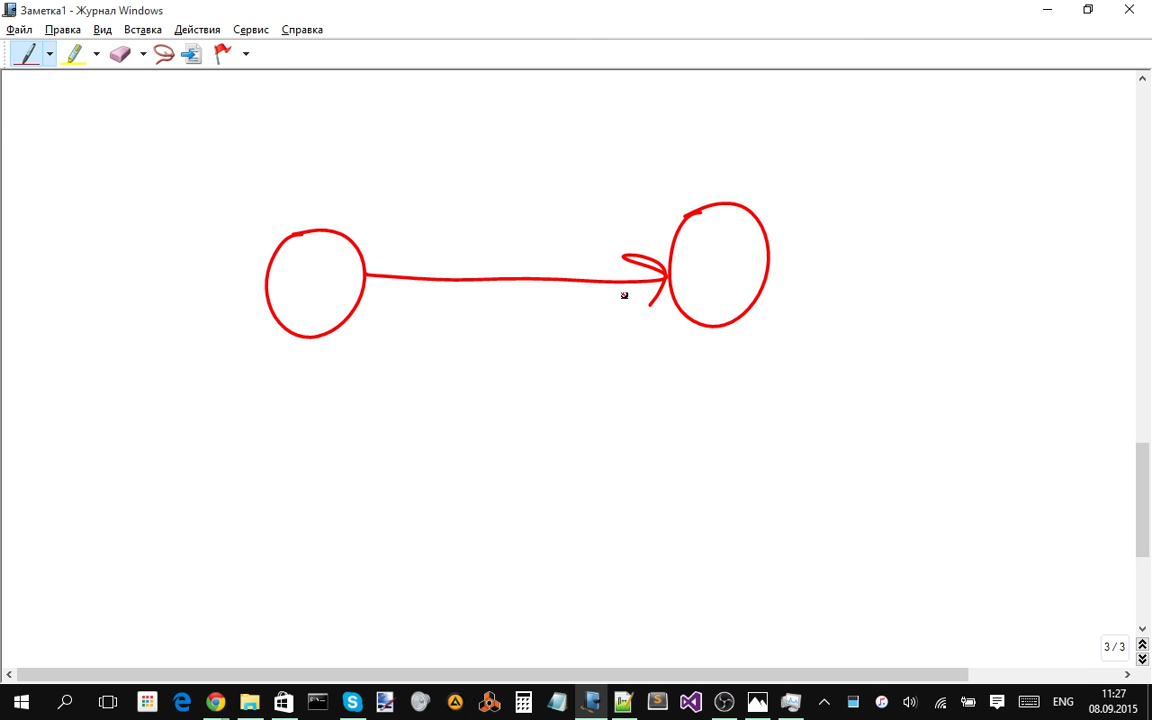 Заметка1 - Журнал Windows
Файл Правка Вид Вставка Действия Сервис Справка
3 / 3
ENG
11:27
08.09.2015